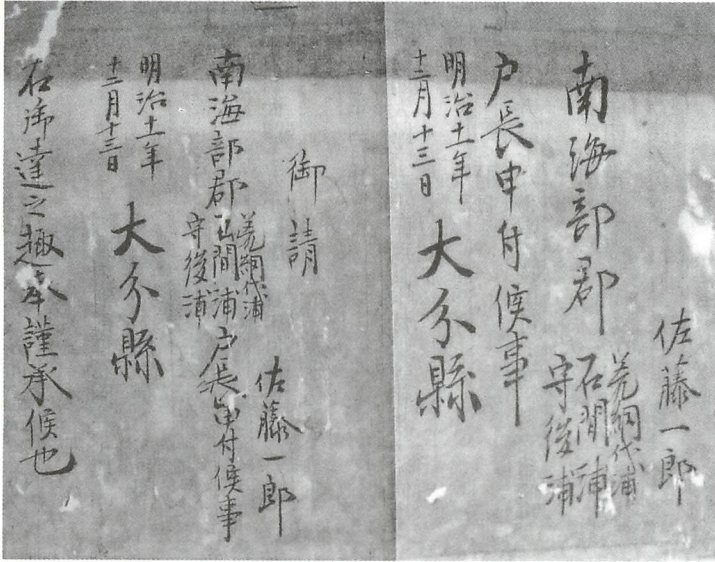 佐藤一郎
南海部郡
羗網代浦
石間浦
守後浦
戸長申付候事
明治十一年
十二月十三日
大分縣
御請
佐藤一郎
南海部郡
羗網代浦
石間浦
守後浦
戸長申付候事
明治十一年
十二月十三日
大分縣
右御達之趣奉謹承候也